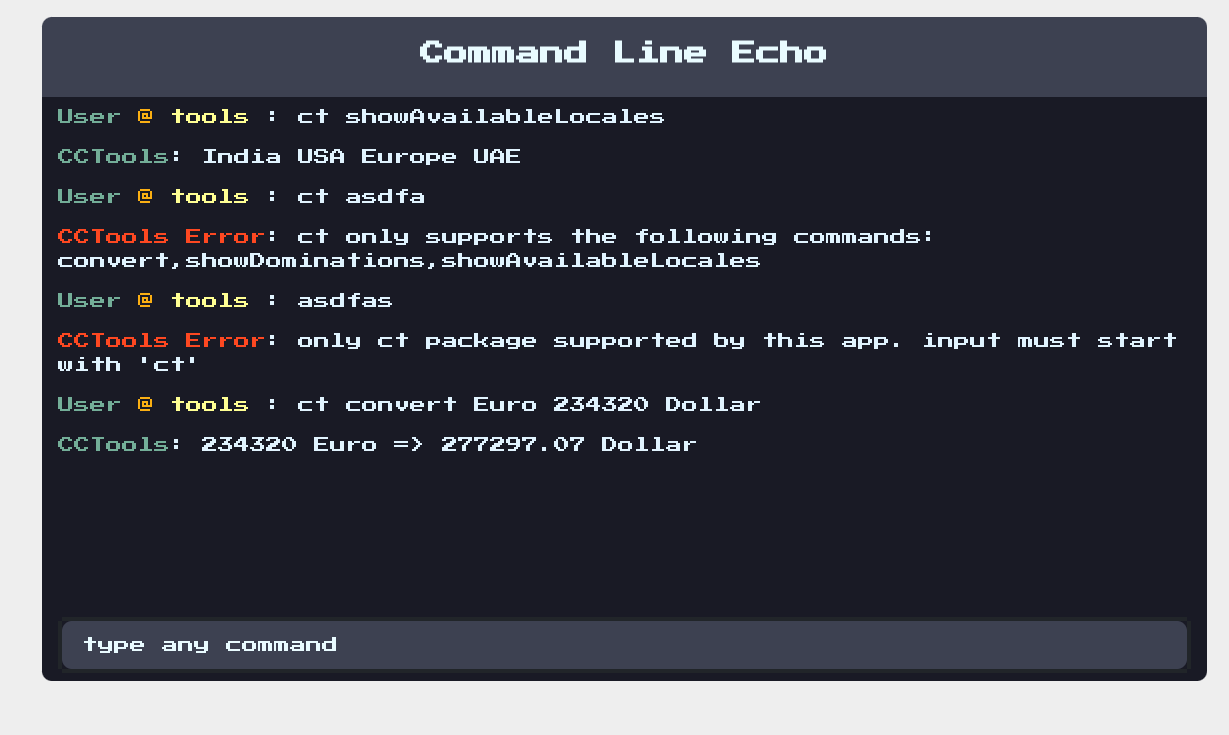 Command Line Echo
User @ tools : ct showAvailableLocales
CCTools: India USA Europe UAE
User @ tools : ct asdfa
CCTools Error: ct only supports the following commands:
convert,showDominations,showAvailableLocales
User @ tools : asdfas
CCTools Error: only ct package supported by this app. input must start
with 'ct'
User @ tools : ct convert Euro 234320 Dollar
CCTools: 234320 Euro => 277297.07 Dollar
type any command